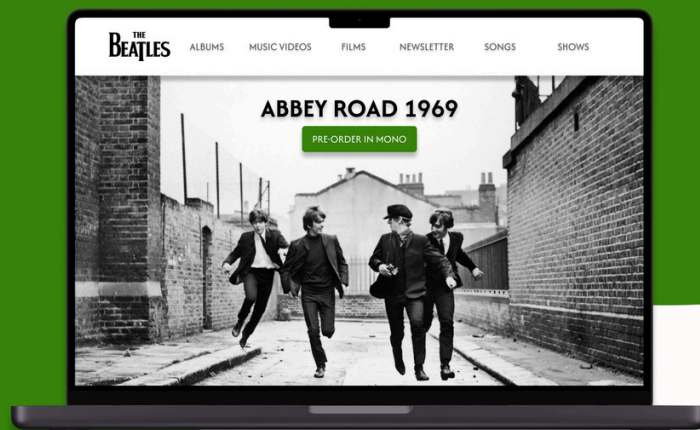 THE
BEATLES
ALBUMS MUSIC VIDEOS FILMS NEWSLETTER SONGS SHOWS
ABBEY ROAD 1969
PRE-ORDER IN MONO